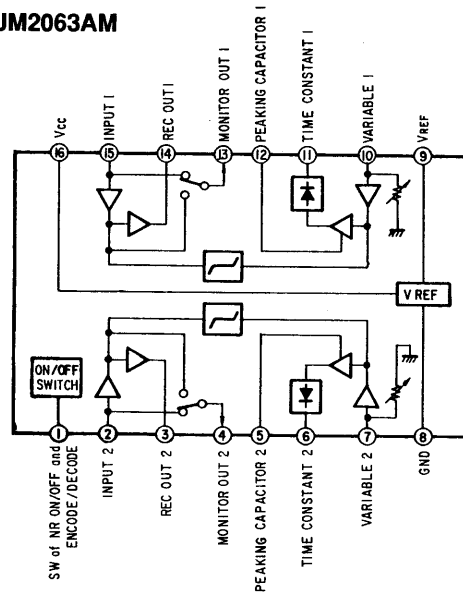 JM2063AM
Vcc
INPUT 1
REC OUT 1
MONITOR OUT 1
PEAKING CAPACITOR 1
TIME CONSTANT 1
VARIABLE 1
VREF
16
15
14
13
12
11
10
9
V REF
ON/OFF
SWITCH
1
2
3
4
5
6
7
8
SW of NR ON/OFF and
ENCODE/DECODE
INPUT 2
REC OUT 2
MONITOR OUT 2
PEAKING CAPACITOR 2
TIME CONSTANT 2
VARIABLE 2
GND